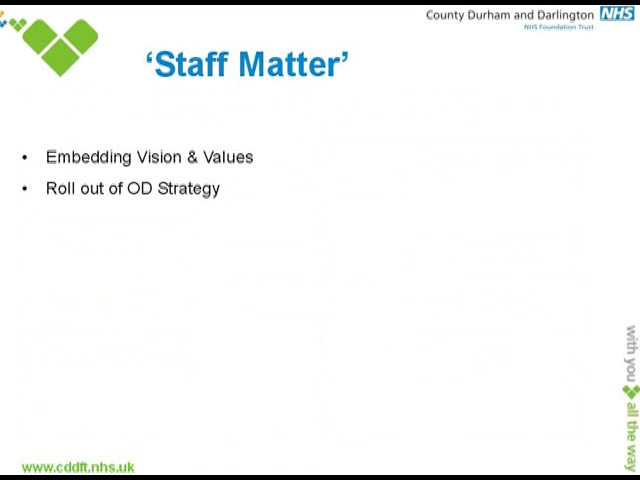 County Durham and Darlington NHS
NHS Foundation Trust
‘Staff Matter’
• Embedding Vision & Values
• Roll out of OD Strategy
with you all the way
www.cddft.nhs.uk